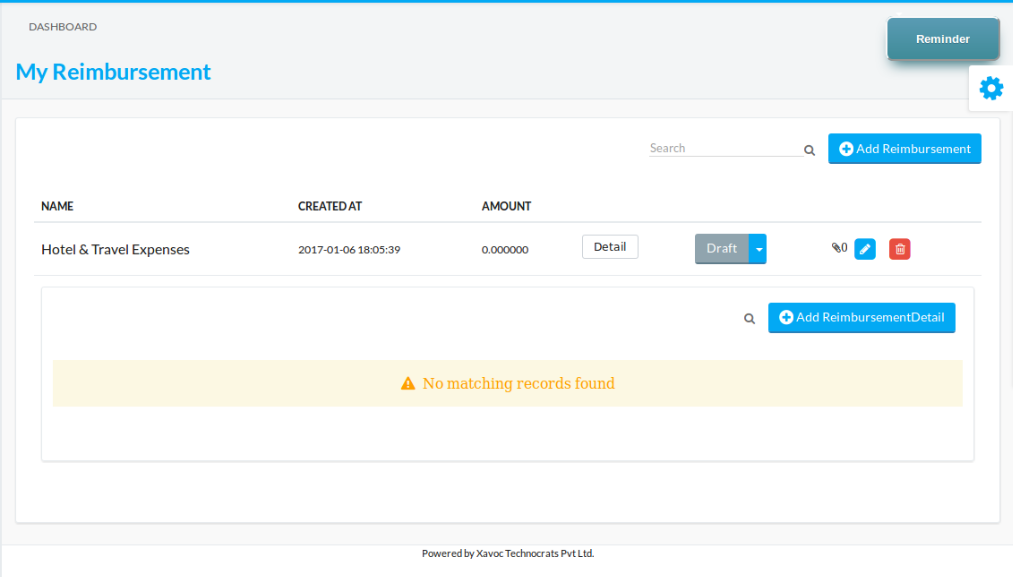 DASHBOARD
Reminder
My Reimbursement
Search
Add Reimbursement
NAME CREATED AT AMOUNT
Hotel & Travel Expenses 2017-01-06 18:05:39 0.000000 Detail Draft 0
Add ReimbursementDetail
No matching records found
Powered by Xavoc Technocrats Pvt Ltd.